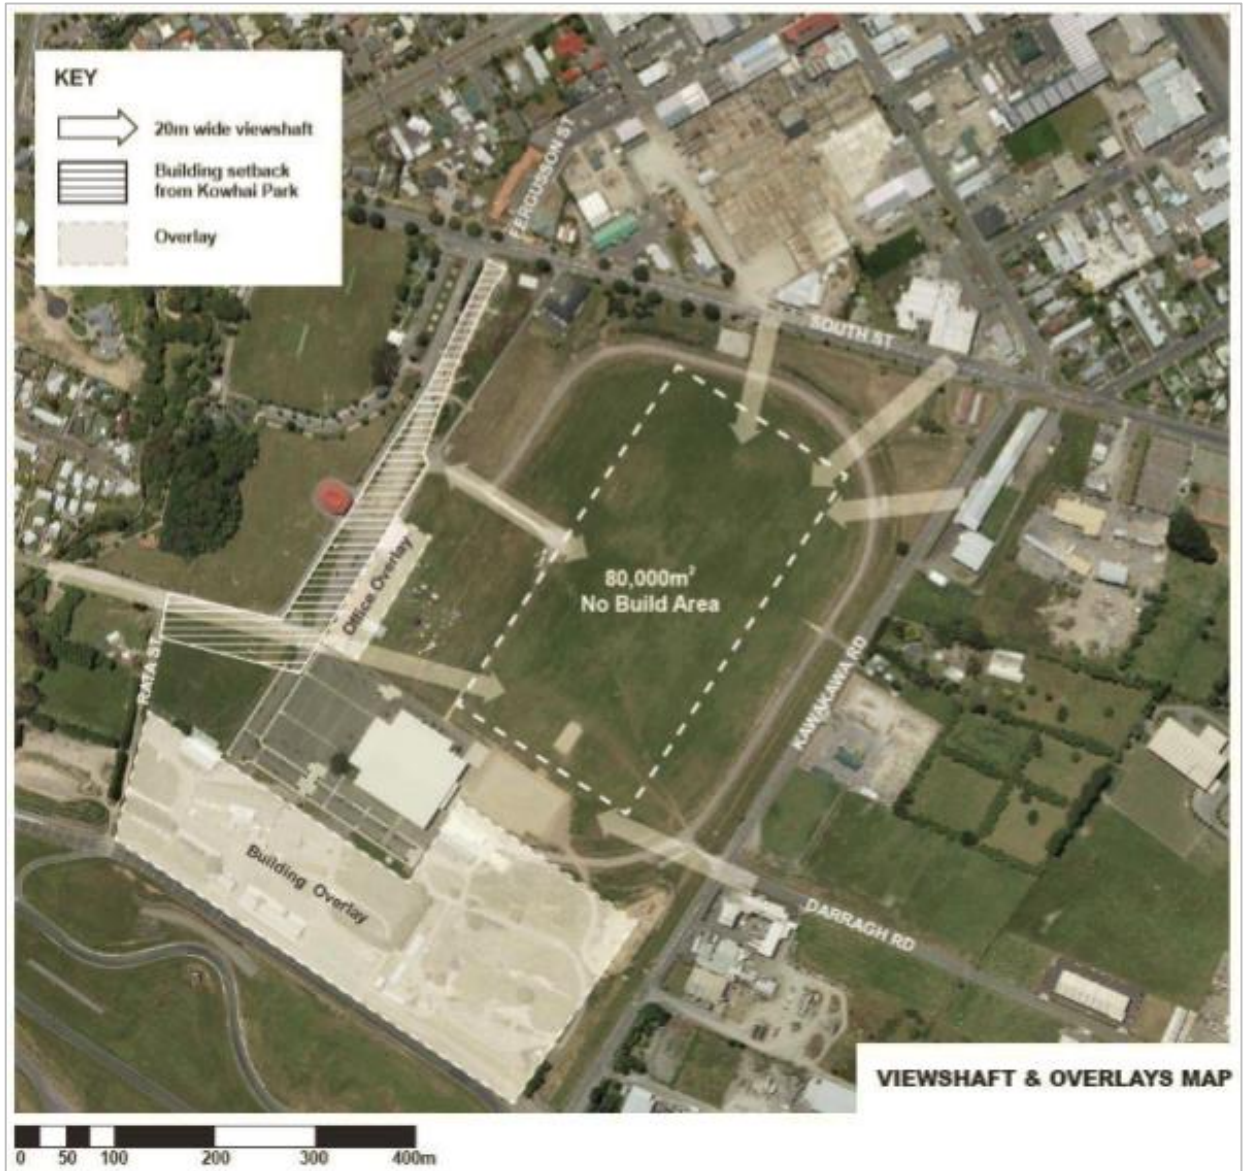 KEY
20m wide viewshaft
Building setback
from Kowhai Park
Overlay
FERGUSSON ST
SOUTH ST
Office Overlay
80,000m²
No Build Area
RATA ST
KAWAKAWA RD
Building Overlay
DARRAGH RD
VIEWSHAFT & OVERLAYS MAP
0 50 100 200 300 400m